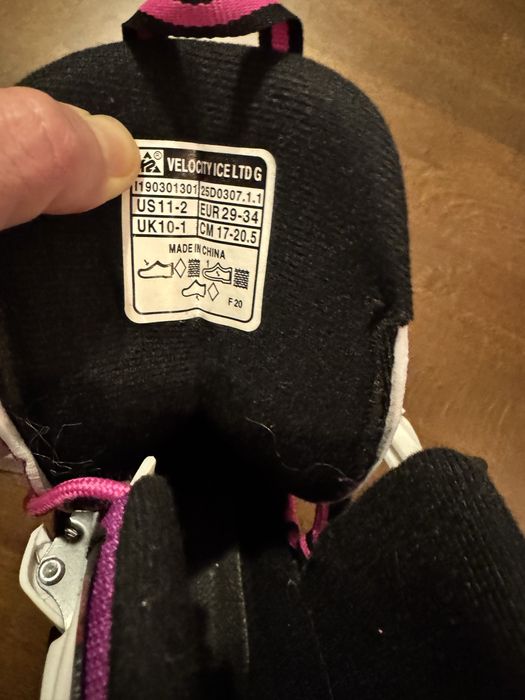 VELOCITY ICE LTD G
I190301301 25D0307.1.1
US11-2 EUR 29-34
UK10-1 CM 17-20.5
MADE IN CHINA
F 20